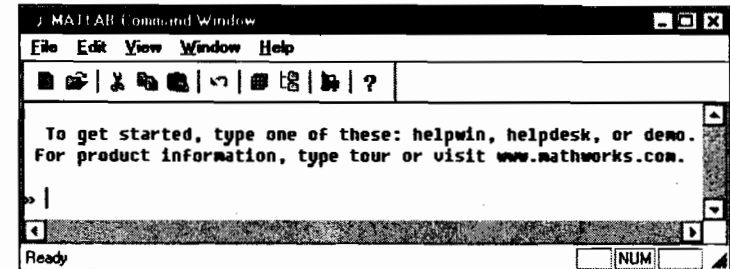 MATLAB Command Window
File Edit View Window Help
?
To get started, type one of these: helpwin, helpdesk, or demo.
For product information, type tour or visit www.mathworks.com.
»
Ready NUM